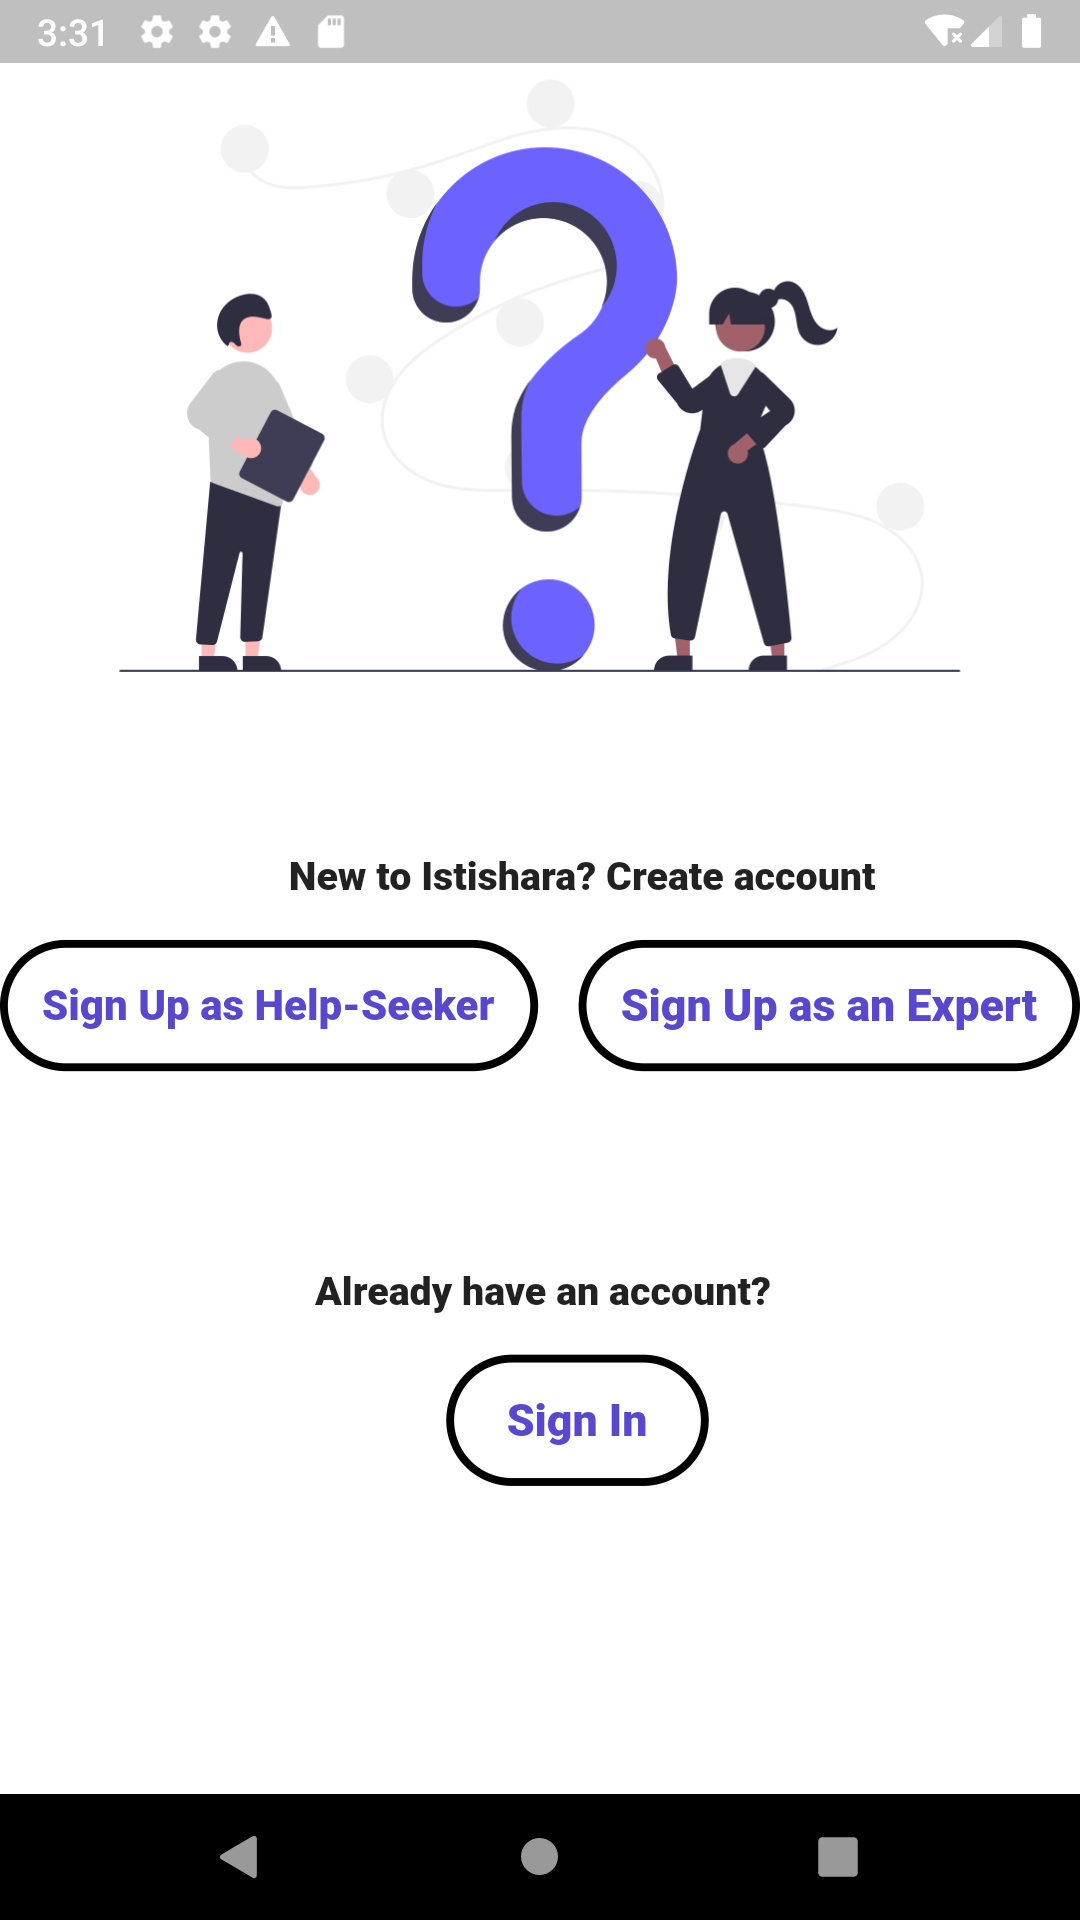 3:31
New to Istishara? Create account
Sign Up as Help-Seeker
Sign Up as an Expert
Already have an account?
Sign In